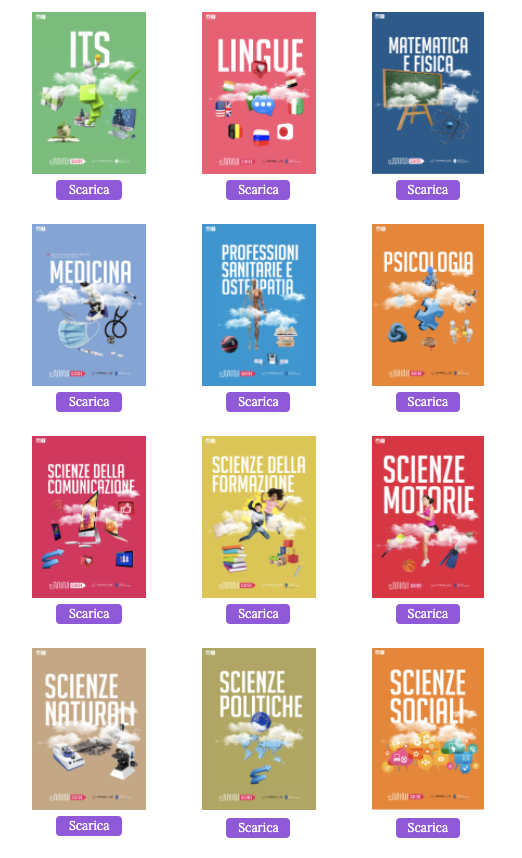 ITS
LINGUE
MATEMATICA
E FISICA
Scarica
Scarica
Scarica
MEDICINA
PROFESSIONI
SANITARIE E
OSTEOPATIA
PSICOLOGIA
Scarica
Scarica
Scarica
SCIENZE DELLA
COMUNICAZIONE
SCIENZE DELLA
FORMAZIONE
SCIENZE
MOTORIE
Scarica
Scarica
Scarica
SCIENZE
NATURALI
SCIENZE
POLITICHE
SCIENZE
SOCIALI
Scarica
Scarica
Scarica